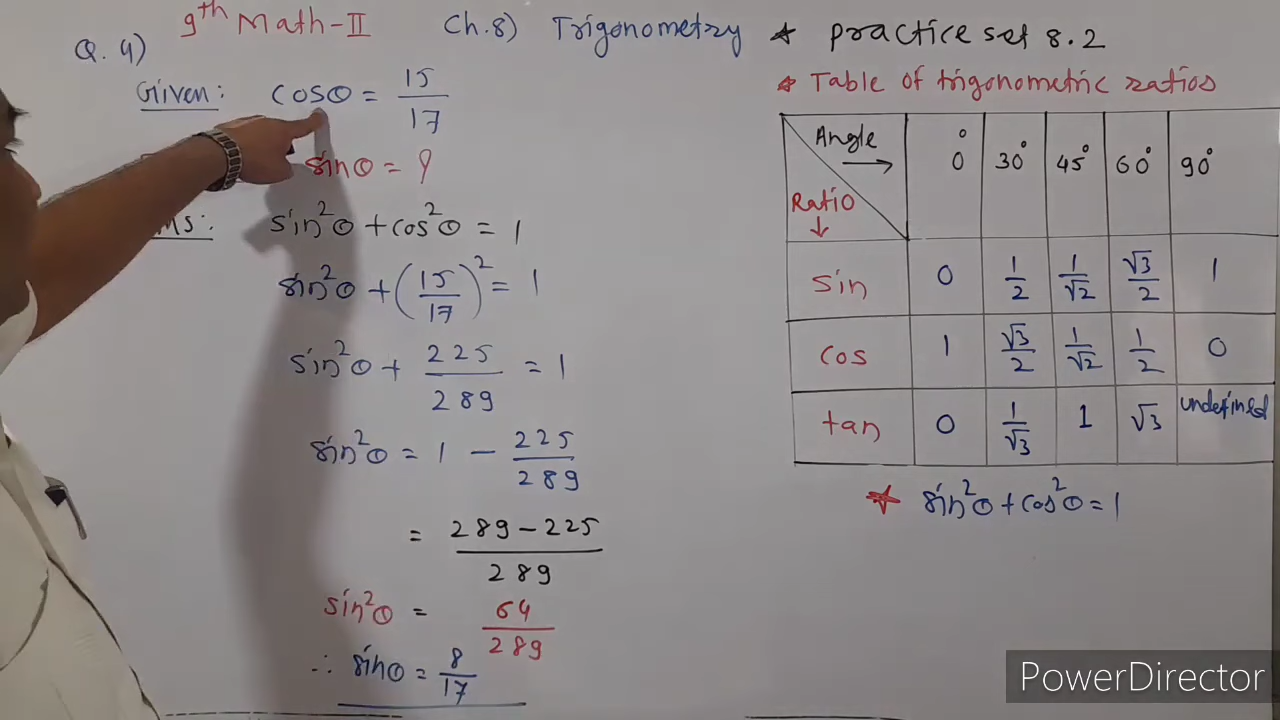 9th Math-II Ch.8) Trigonometry * practice set 8.2
Q. 4)
Given: cosθ = 15/17
sinθ = ?
ns:
sin²θ + cos²θ = 1
sin²θ + (15/17)² = 1
sin²θ + 225/289 = 1
sin²θ = 1 - 225/289
= 289-225/289
sin²θ = 64/289
∴ sinθ = 8/17
* Table of trigonometric ratios
Angle → 0° 30° 45° 60° 90°
Ratio ↓
sin 0 1/2 1/√2 √3/2 1
cos 1 √3/2 1/√2 1/2 0
tan 0 1/√3 1 √3 undefined
* sin²θ + cos²θ = 1
PowerDirector